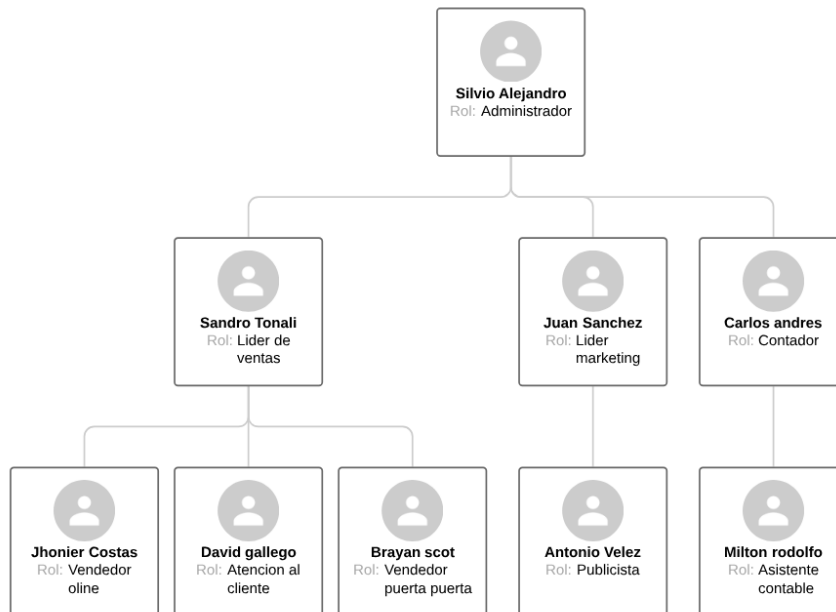 Silvio Alejandro
Rol: Administrador
Sandro Tonali
Rol: Lider de
ventas
Juan Sanchez
Rol: Lider
marketing
Carlos andres
Rol: Contador
Jhonier Costas
Rol: Vendedor
oline
David gallego
Rol: Atencion al
cliente
Brayan scot
Rol: Vendedor
puerta puerta
Antonio Velez
Rol: Publicista
Milton rodolfo
Rol: Asistente
contable